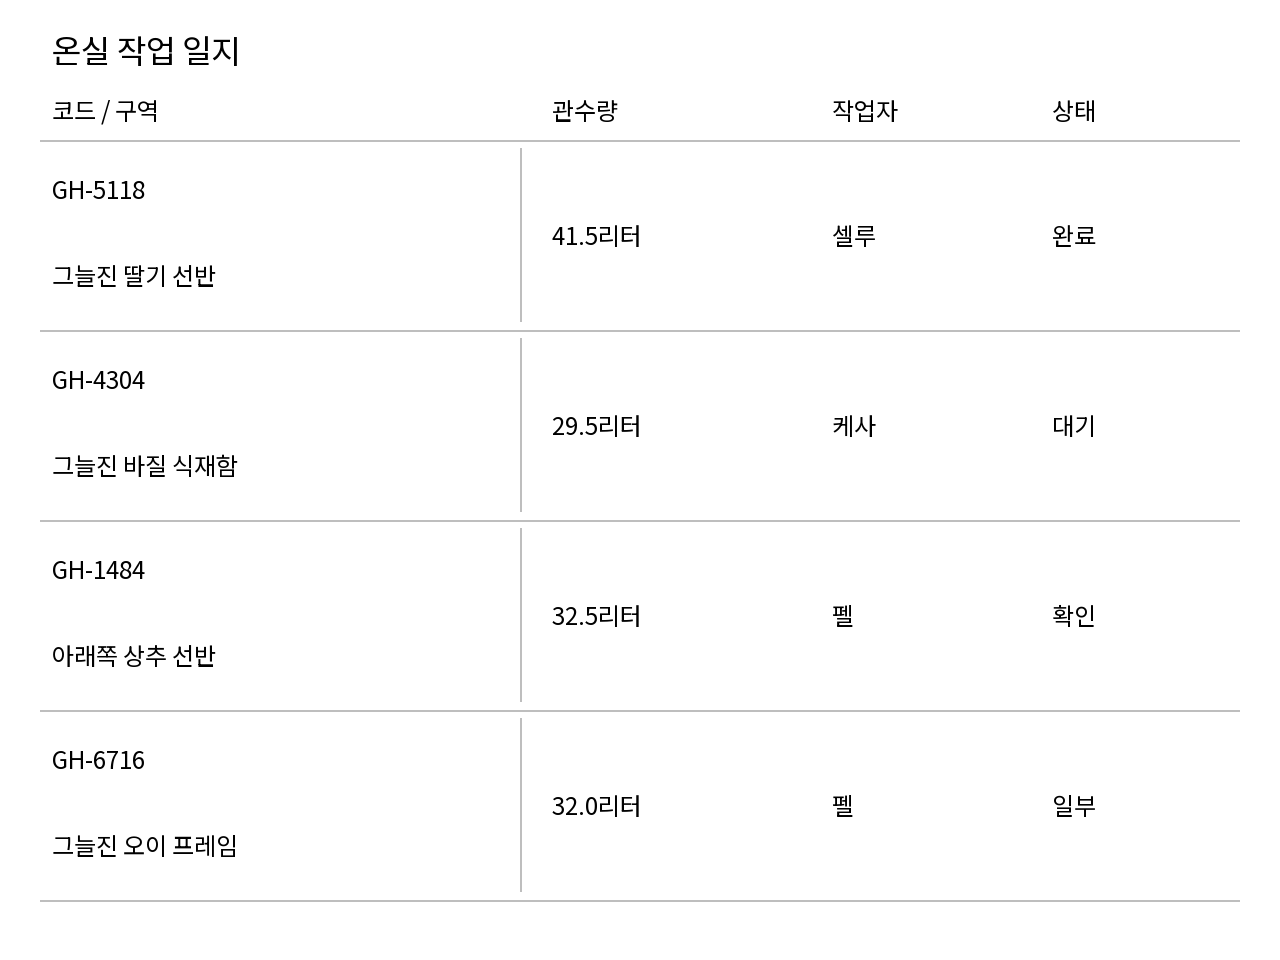 온실 작업 일지
코드 / 구역 관수량 작업자 상태
GH-5118
그늘진 딸기 선반
41.5리터 셀루 완료
GH-4304
그늘진 바질 식재함
29.5리터 케사 대기
GH-1484
아래쪽 상추 선반
32.5리터 펠 확인
GH-6716
그늘진 오이 프레임
32.0리터 펠 일부